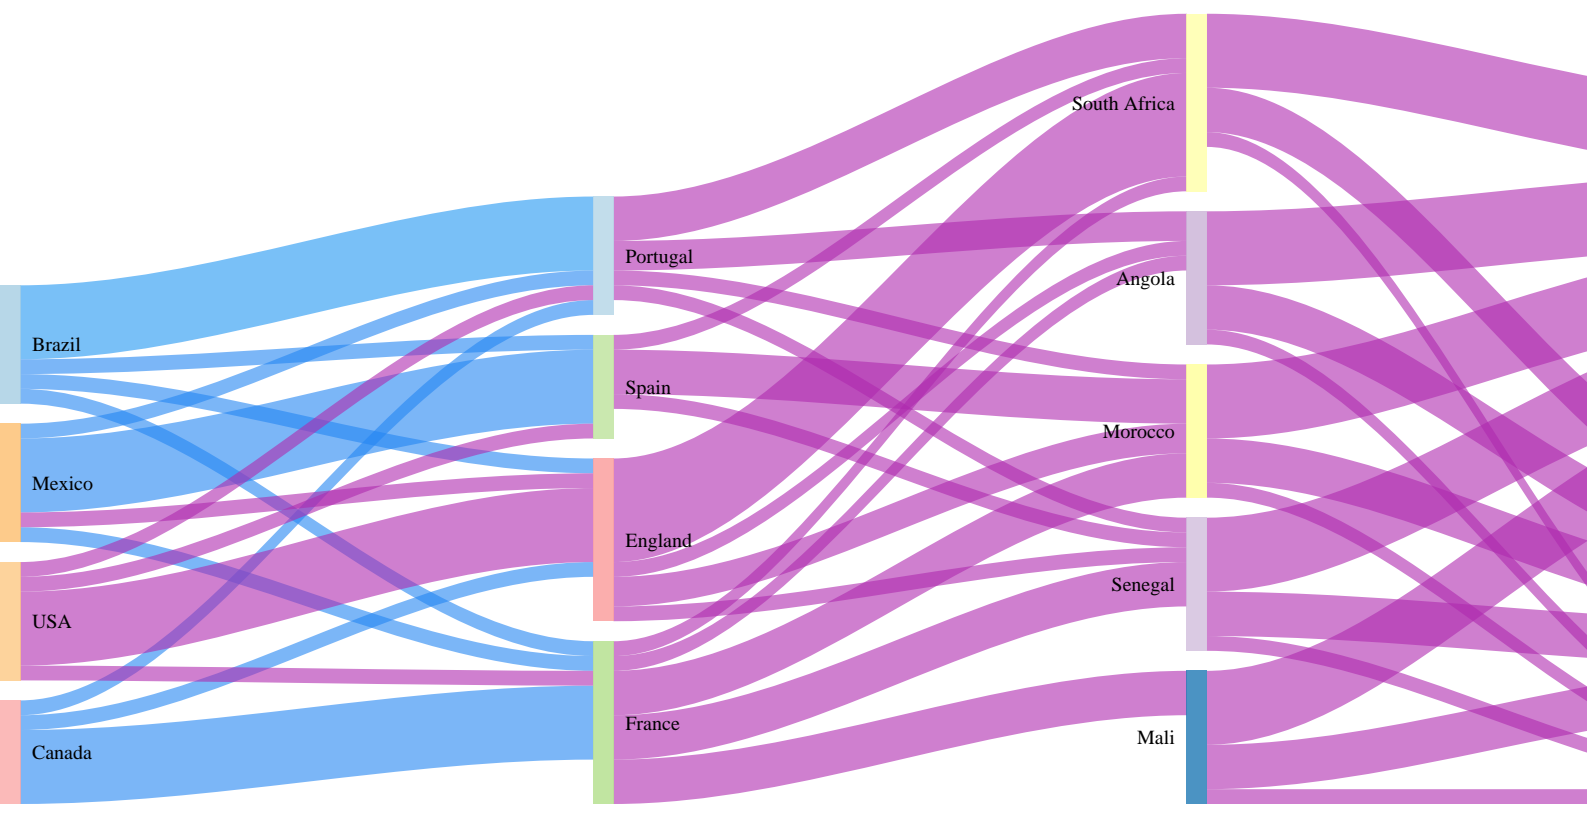 Brazil
Mexico
USA
Canada
Portugal
Spain
England
France
South Africa
Angola
Morocco
Senegal
Mali